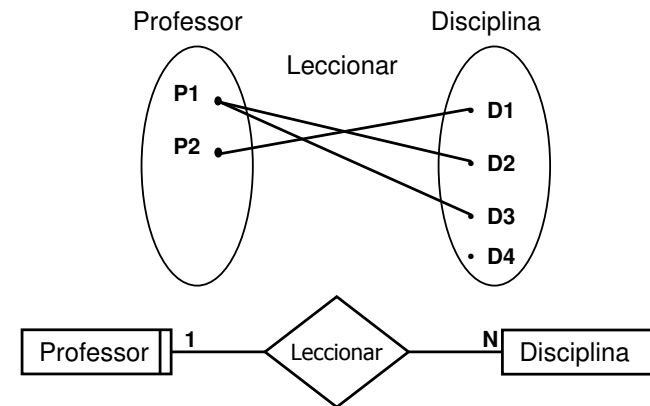 Professor Disciplina
Leccionar
P1
D1
P2
D2
D3
D4
1 N
Professor Leccionar Disciplina